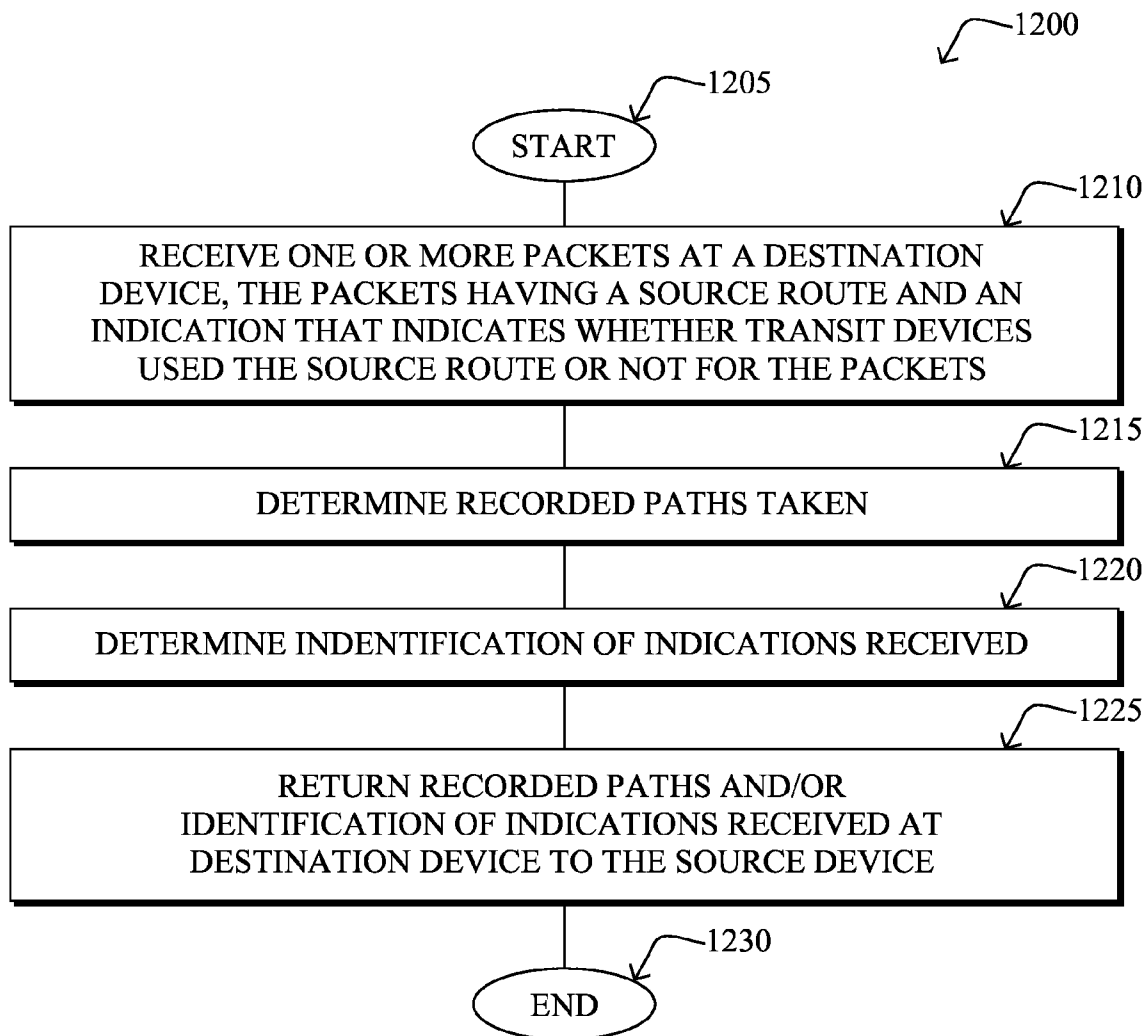 1200
1205
START
1210
RECEIVE ONE OR MORE PACKETS AT A DESTINATION
DEVICE, THE PACKETS HAVING A SOURCE ROUTE AND AN
INDICATION THAT INDICATES WHETHER TRANSIT DEVICES
USED THE SOURCE ROUTE OR NOT FOR THE PACKETS
1215
DETERMINE RECORDED PATHS TAKEN
1220
DETERMINE INDENTIFICATION OF INDICATIONS RECEIVED
1225
RETURN RECORDED PATHS AND/OR
IDENTIFICATION OF INDICATIONS RECEIVED AT
DESTINATION DEVICE TO THE SOURCE DEVICE
1230
END